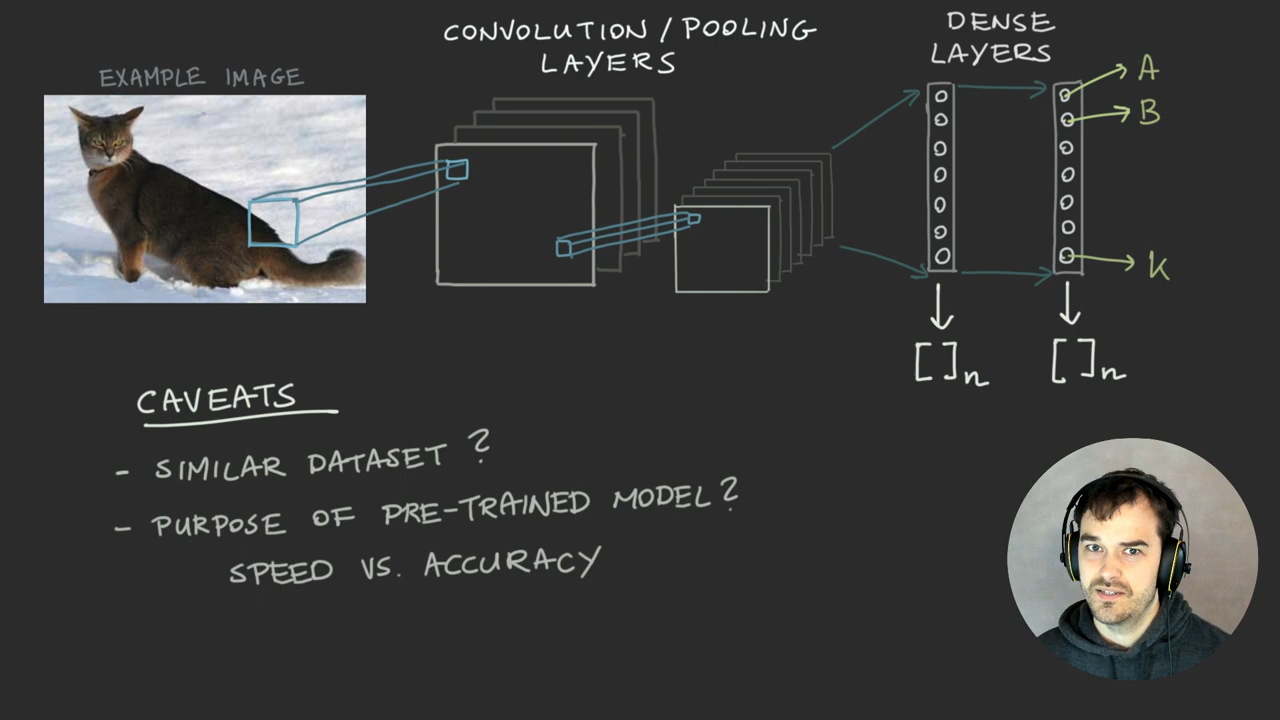 CONVOLUTION / POOLING
LAYERS
DENSE
LAYERS
EXAMPLE IMAGE
A
B
K
[ ]n
[ ]n
CAVEATS
- SIMILAR DATASET ?
- PURPOSE OF PRE-TRAINED MODEL?
SPEED VS. ACCURACY